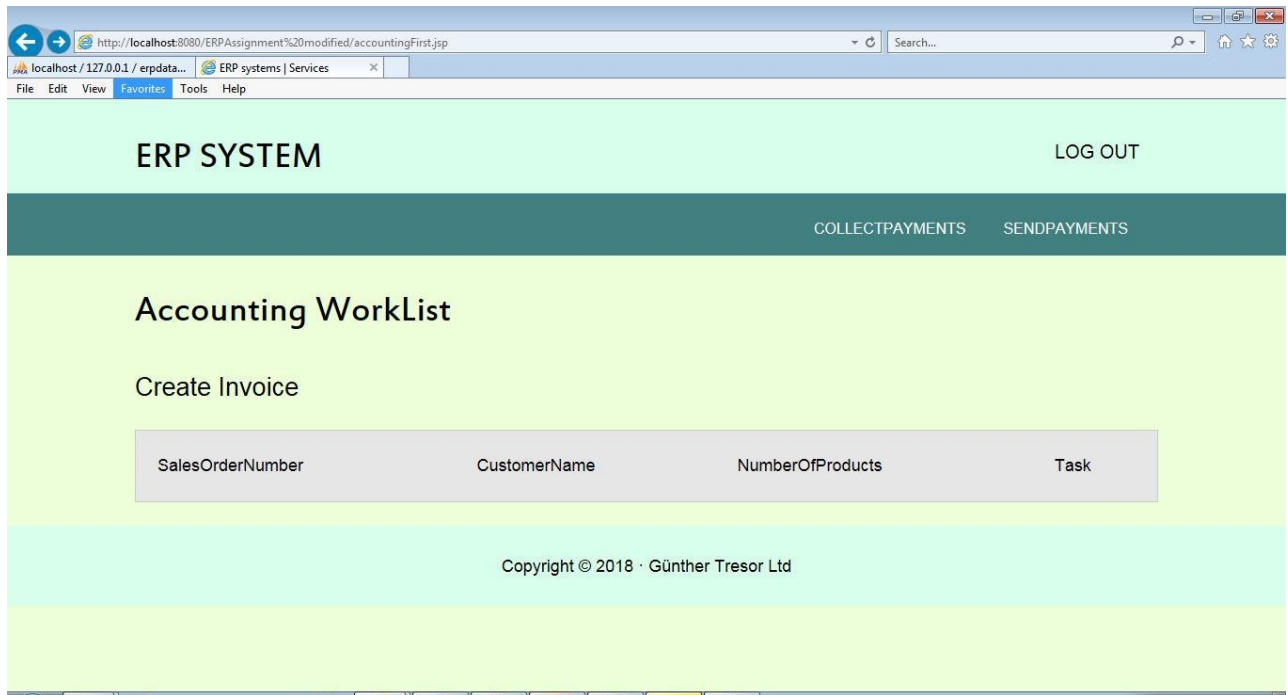 http://localhost:8080/ERPAssignment%20modified/accountingFirst.jsp
Search...
localhost / 127.0.0.1 / erpdata...
ERP systems | Services
File Edit View Favorites Tools Help
ERP SYSTEM
LOG OUT
COLLECTPAYMENTS SENDPAYMENTS
Accounting WorkList
Create Invoice
SalesOrderNumber CustomerName NumberOfProducts Task
Copyright © 2018 · Günther Tresor Ltd